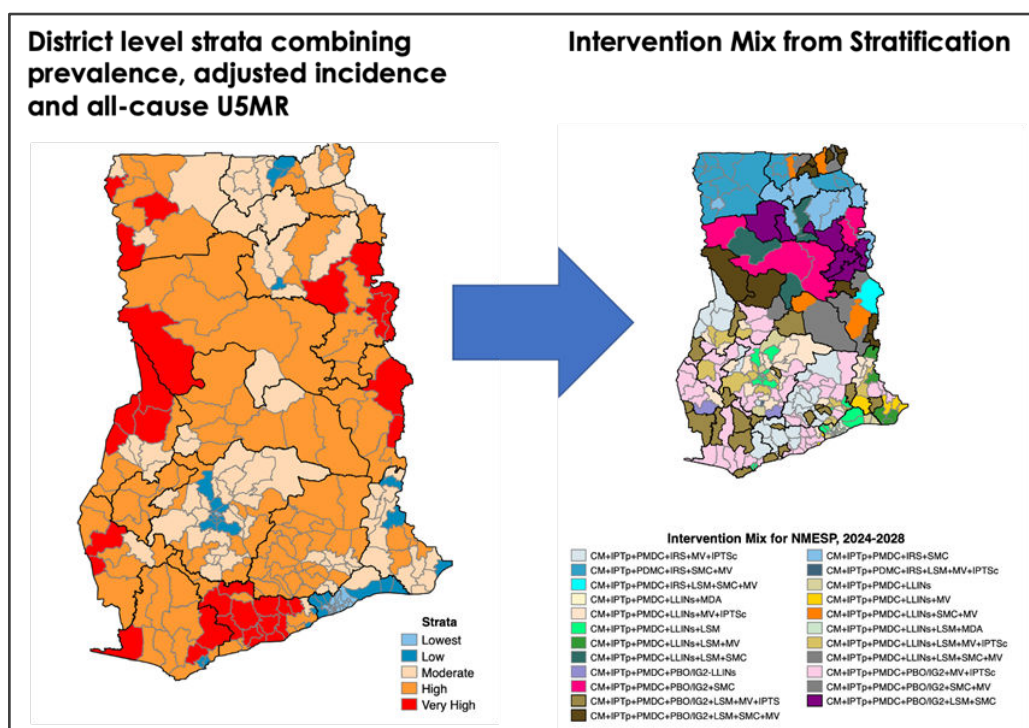 District level strata combining
prevalence, adjusted incidence
and all-cause U5MR
Intervention Mix from Stratification
Strata
Lowest
Low
Moderate
High
Very High
Intervention Mix for NMESP, 2024-2028
CM+IPTp+PMDC+IRS+MV+IPTSc
CM+IPTp+PDMC+IRS+SMC+MV
CM+IPTp+PMDC+IRS+LSM+SMC+MV
CM+IPTp+PMDC+LLINs+MDA
CM+IPTp+PMDC+LLINs+MV+IPTSc
CM+IPTp+PMDC+LLINs+LSM
CM+IPTp+PMDC+LLINs+LSM+MV
CM+IPTp+PMDC+LLINs+LSM+SMC
CM+IPTp+PMDC+PBO/IG2-LLINs
CM+IPTp+PMDC+PBO/IG2+SMC
CM+IPTp+PMDC+PBO/IG2+LSM+MV+IPTS
CM+IPTp+PMDC+PBO/IG2+LSM+SMC+MV
CM+IPTp+PMDC+IRS+SMC
CM+IPTp+PDMC+IRS+LSM+MV+IPTSc
CM+IPTp+PMDC+LLINs
CM+IPTp+PMDC+LLINs+MV
CM+IPTp+PMDC+LLINs+SMC+MV
CM+IPTp+PMDC+LLINs+LSM+MDA
CM+IPTp+PMDC+LLINs+LSM+MV+IPTSc
CM+IPTp+PMDC+LLINs+LSM+SMC+MV
CM+IPTp+PMDC+PBO/IG2+MV+IPTSc
CM+IPTp+PMDC+PBO/IG2+SMC+MV
CM+IPTp+PMDC+PBO/IG2+LSM+SMC